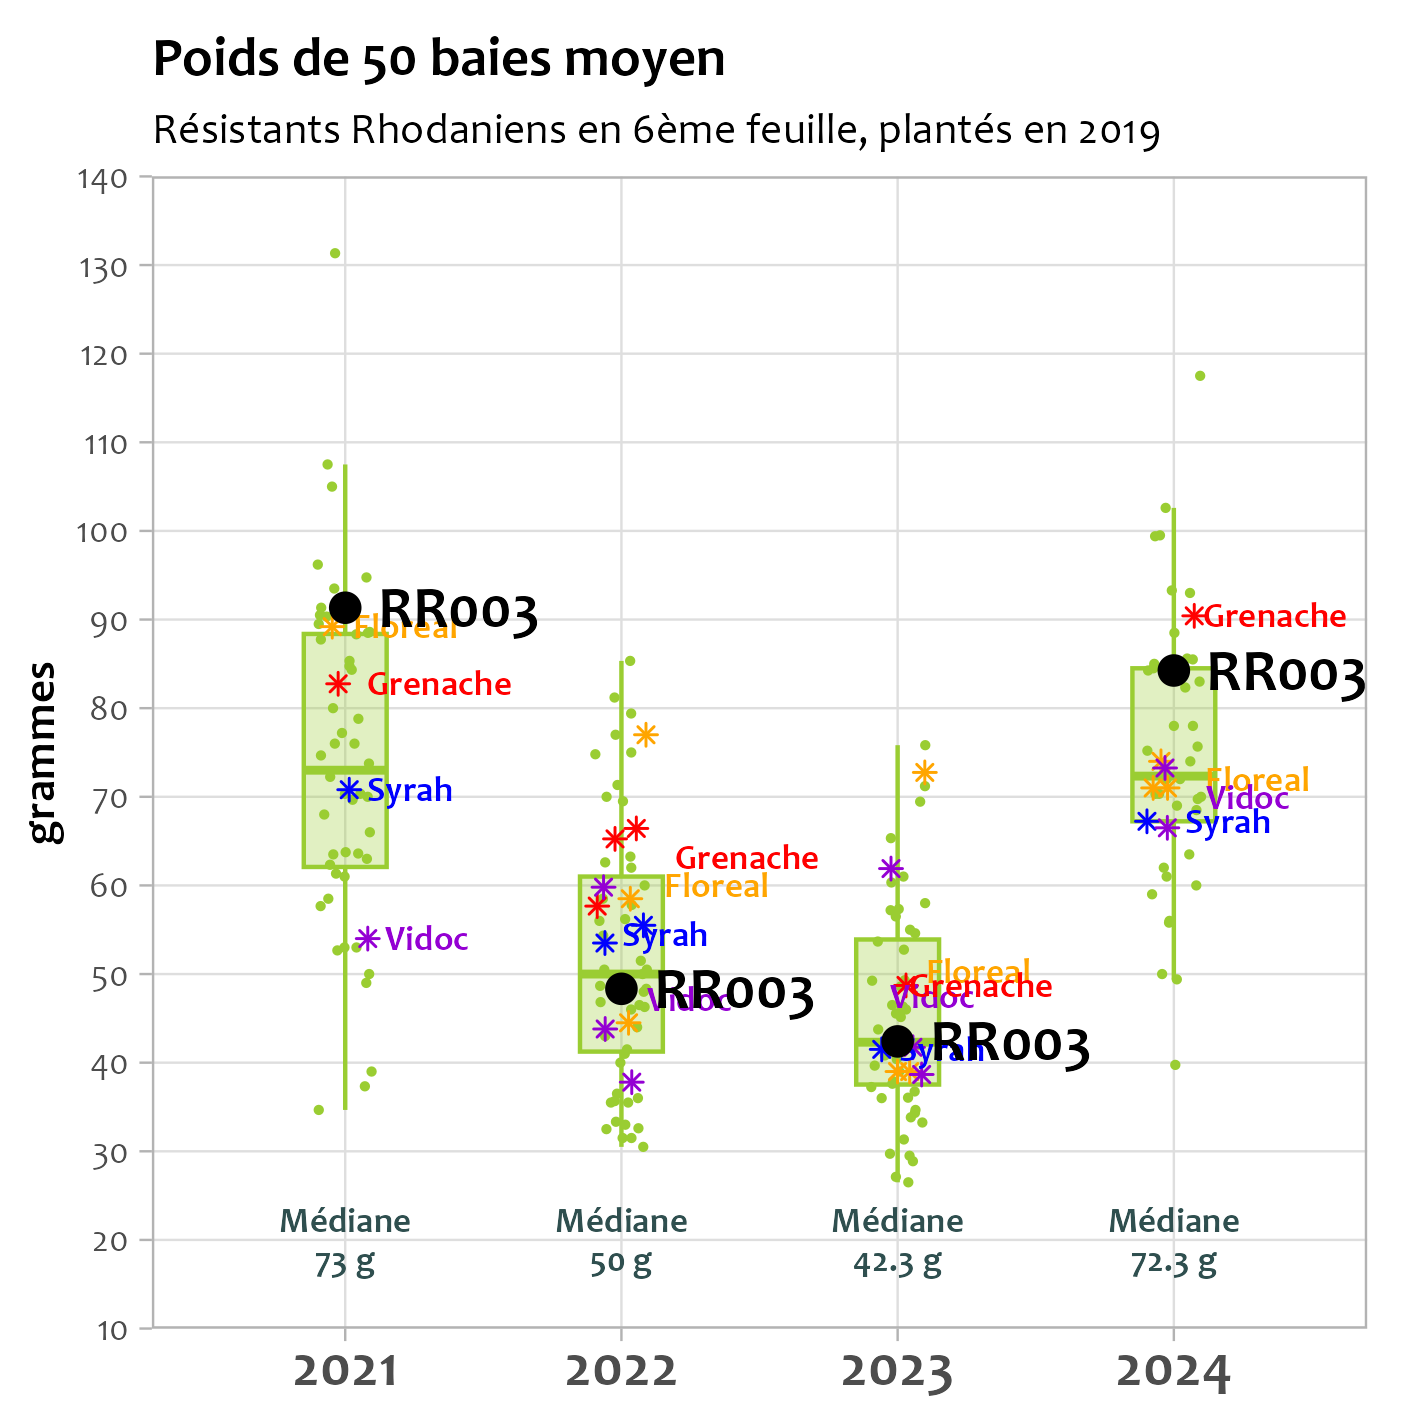 Poids de 50 baies moyen
Résistants Rhodaniens en 6ème feuille, plantés en 2019
grammes
140
130
120
110
100
90
80
70
60
50
40
30
20
10
RR003
Floreal
Grenache
Syrah
Vidoc
Médiane
73 g
2021
Grenache
Floreal
Syrah
RR003
Vidoc
Médiane
50 g
2022
Floreal
Grenache
Vidoc
RR003
Syrah
Médiane
42.3 g
2023
Grenache
RR003
Floreal
Vidoc
Syrah
Médiane
72.3 g
2024